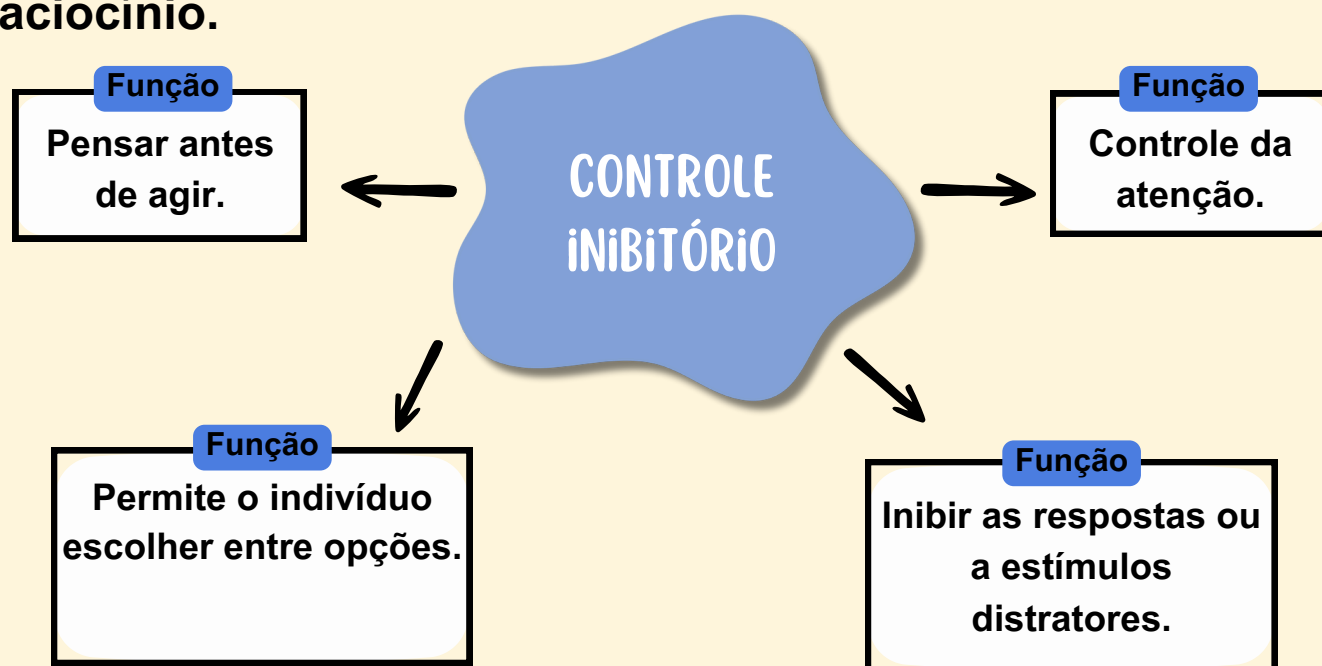 aciocínio.
Função
Pensar antes
de agir.
CONTROLE
INIBITÓRIO
Função
Controle da
atenção.
Função
Permite o indivíduo
escolher entre opções.
Função
Inibir as respostas ou
a estímulos
distratores.